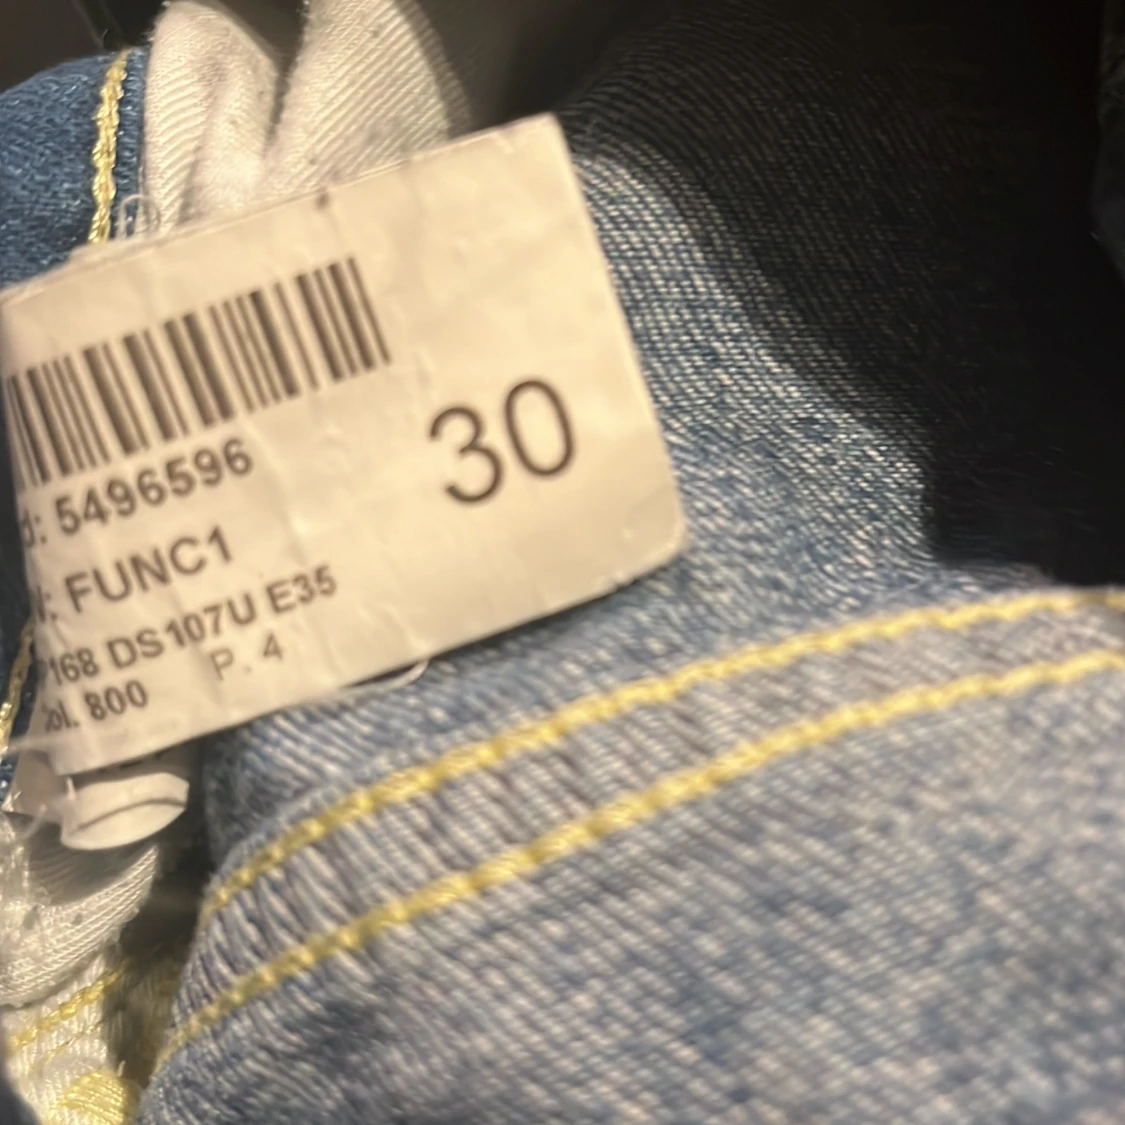 30
d: 5496596
: FUNC1
168 DS107U E35
P. 4
ol. 800